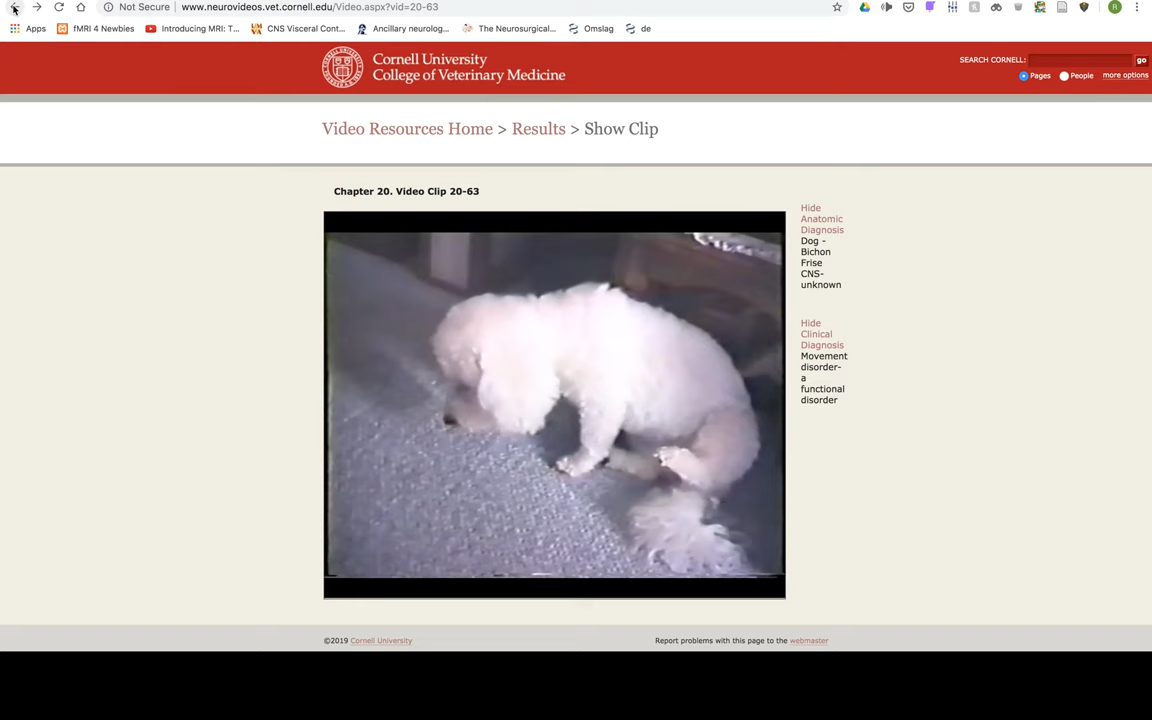 Not Secure | www.neurovideos.vet.cornell.edu/Video.aspx?vid=20-63
Apps fMRI 4 Newbies Introducing MRI: T... CNS Visceral Cont... Ancillary neurolog... The Neurosurgical... Omslag de
Cornell University
College of Veterinary Medicine
SEARCH CORNELL: go
Pages People more options
Video Resources Home > Results > Show Clip
Chapter 20. Video Clip 20-63
Hide
Anatomic
Diagnosis
Dog -
Bichon
Frise
CNS-
unknown
Hide
Clinical
Diagnosis
Movement
disorder-
a
functional
disorder
©2019 Cornell University
Report problems with this page to the webmaster